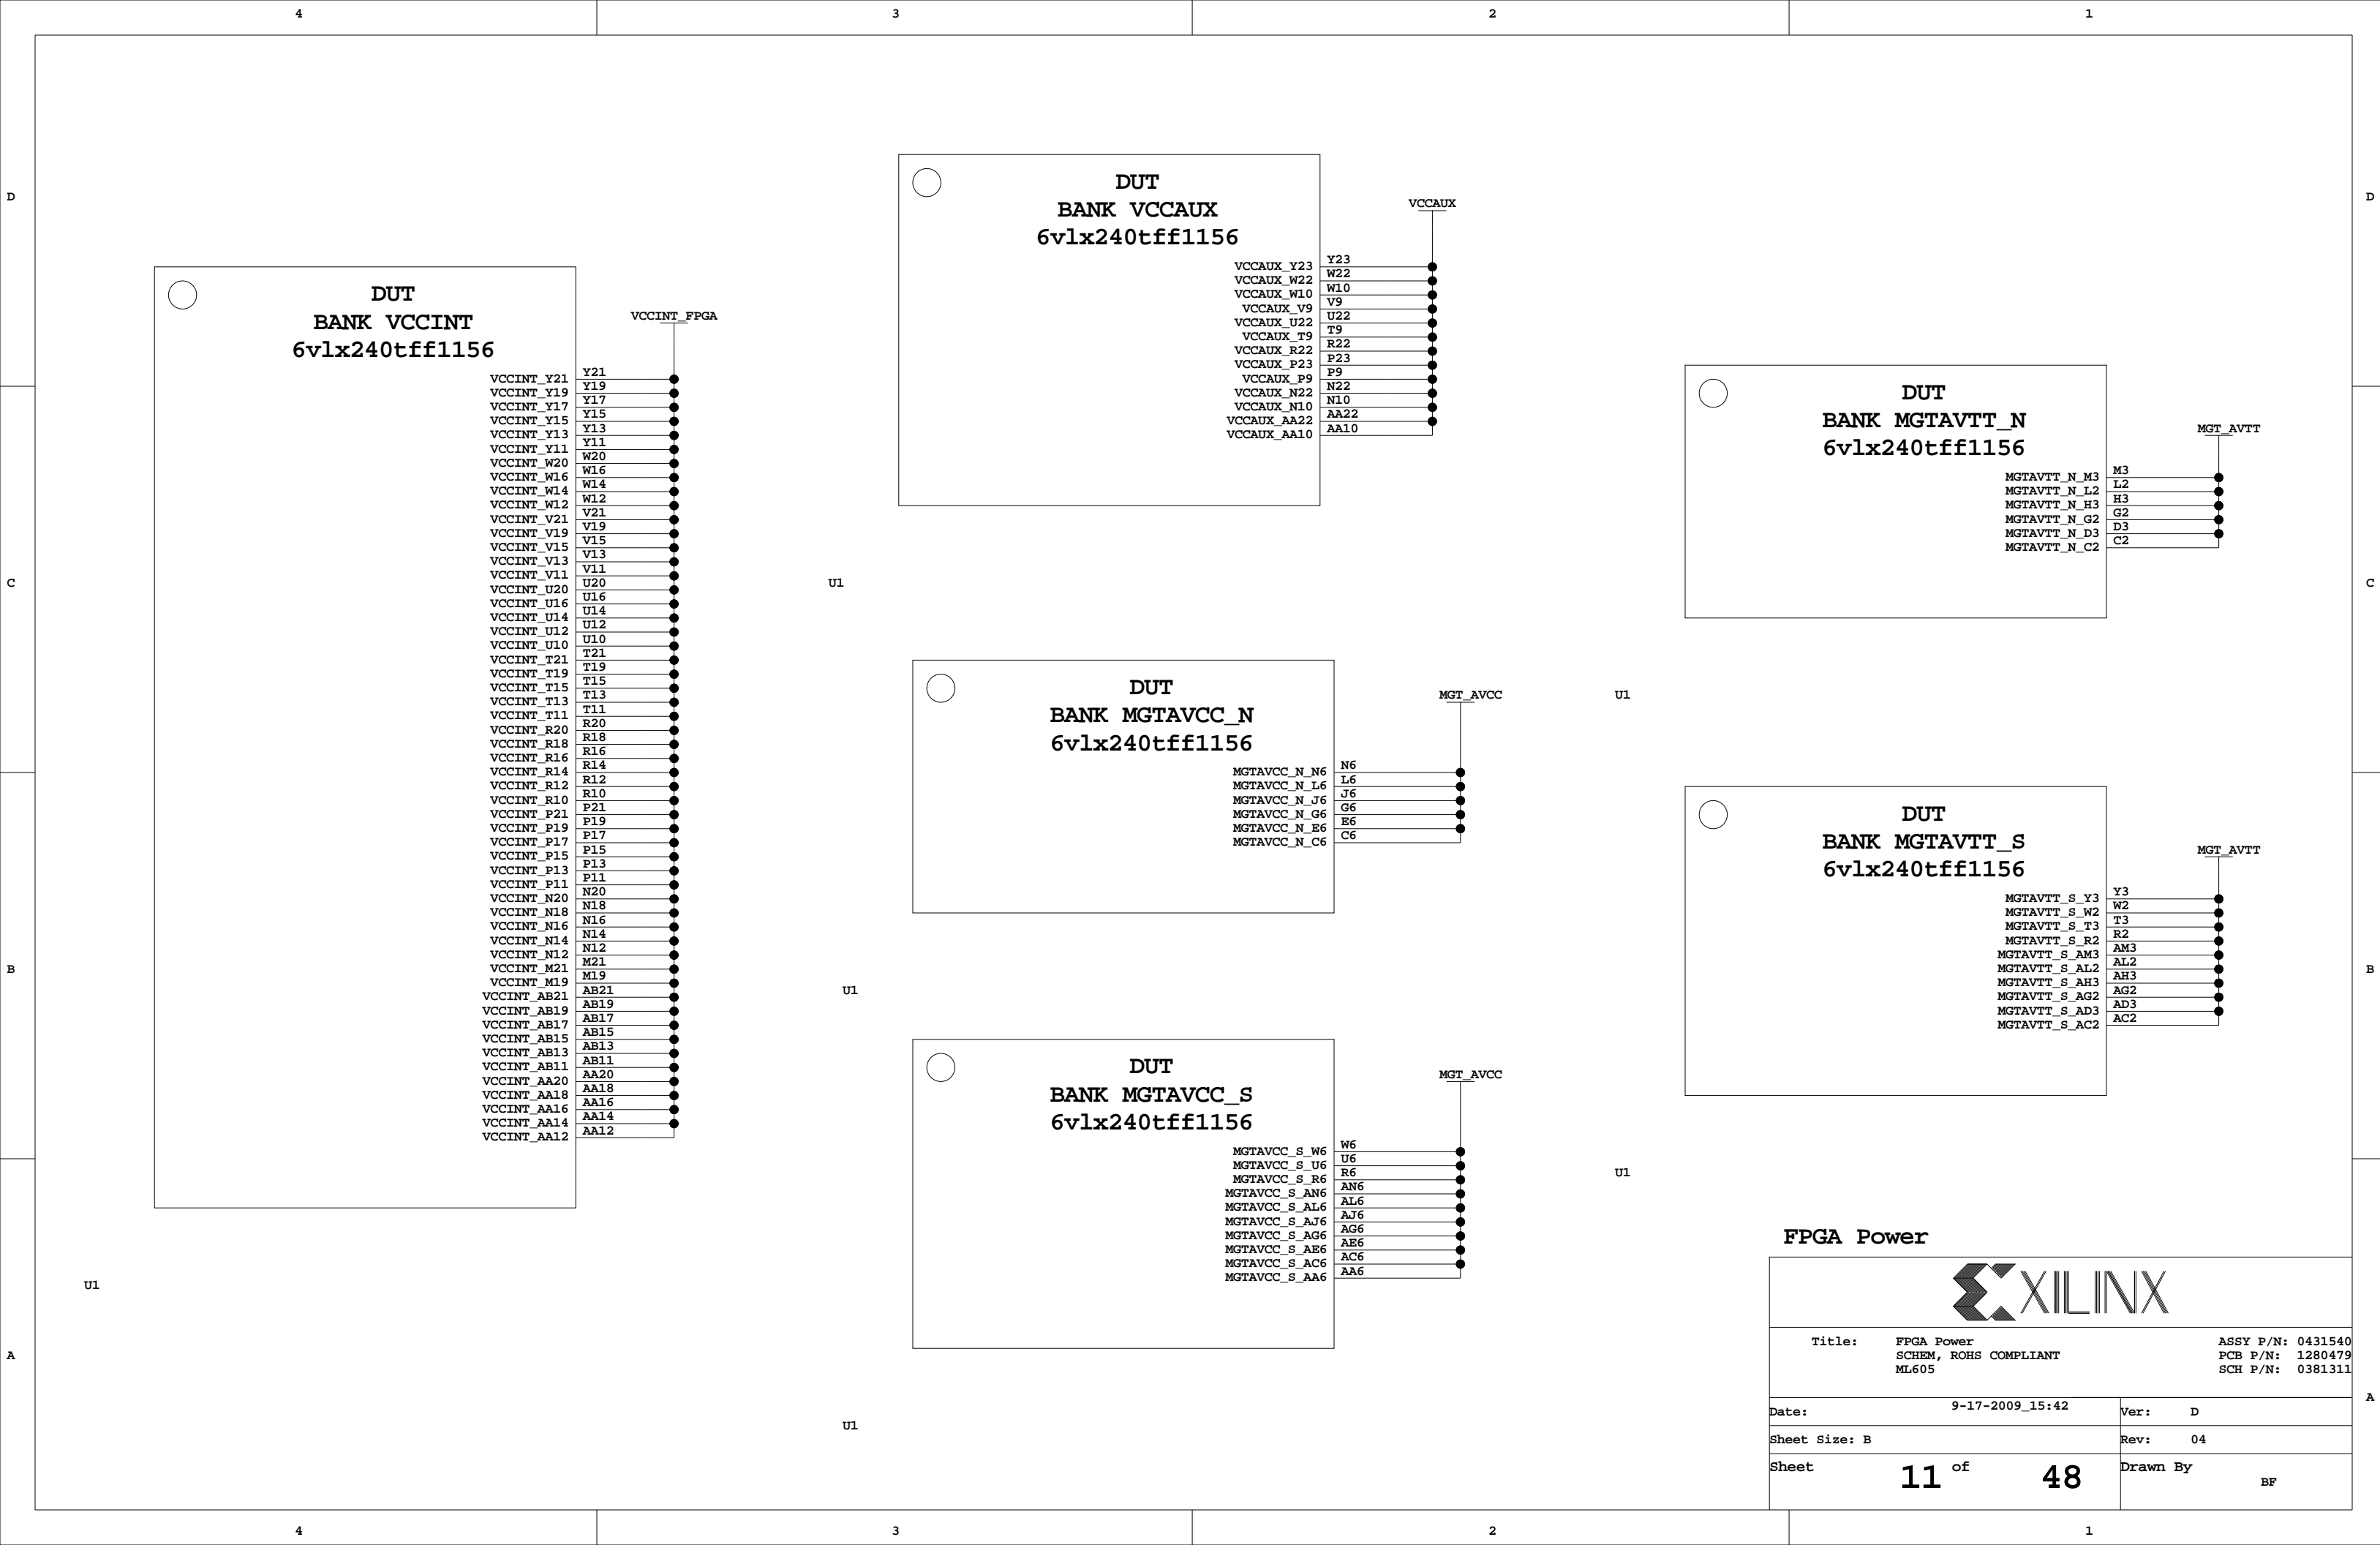 4 3 2 1
D D
DUT
BANK VCCAUX
6vlx240tff1156
VCCAUX
VCCAUX_Y23 Y23
VCCAUX_W22 W22
VCCAUX_W10 W10
VCCAUX_V9 V9
VCCAUX_U22 U22
VCCAUX_T9 T9
VCCAUX_R22 R22
VCCAUX_P23 P23
VCCAUX_P9 P9
VCCAUX_N22 N22
VCCAUX_N10 N10
VCCAUX_AA22 AA22
VCCAUX_AA10 AA10
U1
DUT
BANK VCCINT
6vlx240tff1156
VCCINT_FPGA
VCCINT_Y21 Y21
VCCINT_Y19 Y19
VCCINT_Y17 Y17
VCCINT_Y15 Y15
VCCINT_Y13 Y13
VCCINT_Y11 Y11
VCCINT_W20 W20
VCCINT_W16 W16
VCCINT_W14 W14
VCCINT_W12 W12
VCCINT_V21 V21
VCCINT_V19 V19
VCCINT_V15 V15
VCCINT_V13 V13
VCCINT_V11 V11
VCCINT_U20 U20
VCCINT_U16 U16
VCCINT_U14 U14
VCCINT_U12 U12
VCCINT_U10 U10
VCCINT_T21 T21
VCCINT_T19 T19
VCCINT_T15 T15
VCCINT_T13 T13
VCCINT_T11 T11
VCCINT_R20 R20
VCCINT_R18 R18
VCCINT_R16 R16
VCCINT_R14 R14
VCCINT_R12 R12
VCCINT_R10 R10
VCCINT_P21 P21
VCCINT_P19 P19
VCCINT_P17 P17
VCCINT_P15 P15
VCCINT_P13 P13
VCCINT_P11 P11
VCCINT_N20 N20
VCCINT_N18 N18
VCCINT_N16 N16
VCCINT_N14 N14
VCCINT_N12 N12
VCCINT_M21 M21
VCCINT_M19 M19
VCCINT_AB21 AB21
VCCINT_AB19 AB19
VCCINT_AB17 AB17
VCCINT_AB15 AB15
VCCINT_AB13 AB13
VCCINT_AB11 AB11
VCCINT_AA20 AA20
VCCINT_AA18 AA18
VCCINT_AA16 AA16
VCCINT_AA14 AA14
VCCINT_AA12 AA12
U1
DUT
BANK MGTAVTT_N
6vlx240tff1156
MGT_AVTT
MGTAVTT_N_M3 M3
MGTAVTT_N_L2 L2
MGTAVTT_N_H3 H3
MGTAVTT_N_G2 G2
MGTAVTT_N_D3 D3
MGTAVTT_N_C2 C2
U1
C C
DUT
BANK MGTAVCC_N
6vlx240tff1156
MGT_AVCC
MGTAVCC_N_N6 N6
MGTAVCC_N_L6 L6
MGTAVCC_N_J6 J6
MGTAVCC_N_G6 G6
MGTAVCC_N_E6 E6
MGTAVCC_N_C6 C6
U1
DUT
BANK MGTAVTT_S
6vlx240tff1156
MGT_AVTT
MGTAVTT_S_Y3 Y3
MGTAVTT_S_W2 W2
MGTAVTT_S_T3 T3
MGTAVTT_S_R2 R2
MGTAVTT_S_AM3 AM3
MGTAVTT_S_AL2 AL2
MGTAVTT_S_AH3 AH3
MGTAVTT_S_AG2 AG2
MGTAVTT_S_AD3 AD3
MGTAVTT_S_AC2 AC2
U1
B B
DUT
BANK MGTAVCC_S
6vlx240tff1156
MGT_AVCC
MGTAVCC_S_W6 W6
MGTAVCC_S_U6 U6
MGTAVCC_S_R6 R6
MGTAVCC_S_AN6 AN6
MGTAVCC_S_AL6 AL6
MGTAVCC_S_AJ6 AJ6
MGTAVCC_S_AG6 AG6
MGTAVCC_S_AE6 AE6
MGTAVCC_S_AC6 AC6
MGTAVCC_S_AA6 AA6
U1
A A
FPGA Power
XILINX
Title: FPGA Power ASSY P/N: 0431540
SCHEM, ROHS COMPLIANT PCB P/N: 1280479
ML605 SCH P/N: 0381311
Date: 9-17-2009_15:42 Ver: D
Sheet Size: B Rev: 04
Sheet 11 of 48 Drawn By BF
4 3 2 1